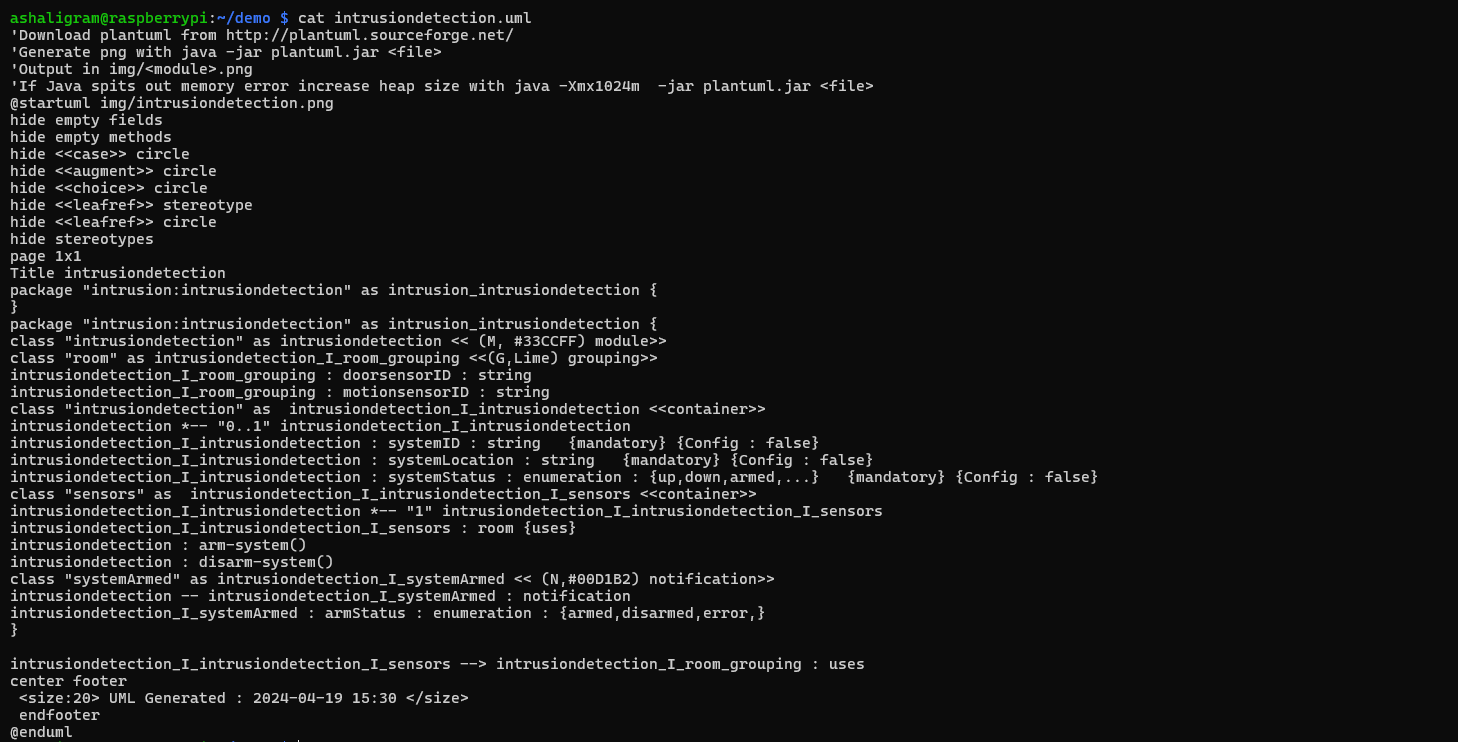 ashaligram@raspberrypi:~/demo $ cat intrusiondetection.uml
'Download plantuml from http://plantuml.sourceforge.net/
'Generate png with java -jar plantuml.jar <file>
'Output in img/<module>.png
'If Java spits out memory error increase heap size with java -Xmx1024m  -jar plantuml.jar <file>
@startuml img/intrusiondetection.png
hide empty fields
hide empty methods
hide <<case>> circle
hide <<augment>> circle
hide <<choice>> circle
hide <<leafref>> stereotype
hide <<leafref>> circle
hide stereotypes
page 1x1
Title intrusiondetection
package "intrusion:intrusiondetection" as intrusion_intrusiondetection {
}
package "intrusion:intrusiondetection" as intrusion_intrusiondetection {
class "intrusiondetection" as intrusiondetection << (M, #33CCFF) module>>
class "room" as intrusiondetection_I_room_grouping <<(G,Lime) grouping>>
intrusiondetection_I_room_grouping : doorsensorID : string
intrusiondetection_I_room_grouping : motionsensorID : string
class "intrusiondetection" as  intrusiondetection_I_intrusiondetection <<container>>
intrusiondetection *-- "0..1" intrusiondetection_I_intrusiondetection
intrusiondetection_I_intrusiondetection : systemID : string   {mandatory} {Config : false}
intrusiondetection_I_intrusiondetection : systemLocation : string   {mandatory} {Config : false}
intrusiondetection_I_intrusiondetection : systemStatus : enumeration : {up,down,armed,...}   {mandatory} {Config : false}
class "sensors" as  intrusiondetection_I_intrusiondetection_I_sensors <<container>>
intrusiondetection_I_intrusiondetection *-- "1" intrusiondetection_I_intrusiondetection_I_sensors
intrusiondetection_I_intrusiondetection_I_sensors : room {uses}
intrusiondetection : arm-system()
intrusiondetection : disarm-system()
class "systemArmed" as intrusiondetection_I_systemArmed << (N,#00D1B2) notification>>
intrusiondetection -- intrusiondetection_I_systemArmed : notification
intrusiondetection_I_systemArmed : armStatus : enumeration : {armed,disarmed,error,}
}

intrusiondetection_I_intrusiondetection_I_sensors --> intrusiondetection_I_room_grouping : uses
center footer
 <size:20> UML Generated : 2024-04-19 15:30 </size>
 endfooter
@enduml